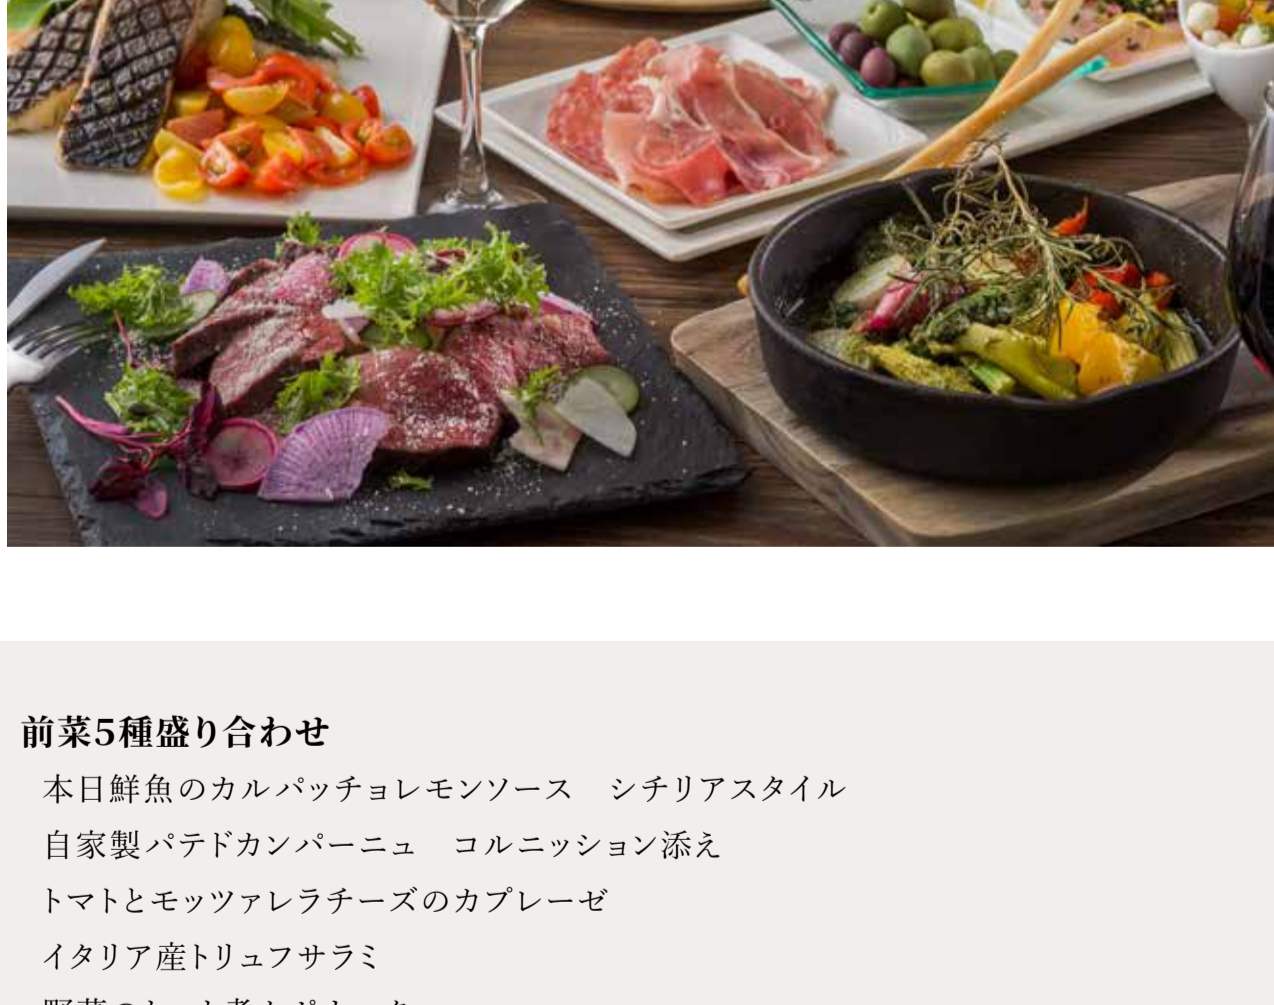 前菜5種盛り合わせ
本日鮮魚のカルパッチョレモンソース　シチリアスタイル
自家製パテドカンパーニュ　コルニッション添え
トマトとモッツァレラチーズのカプレーゼ
イタリア産トリュフサラミ